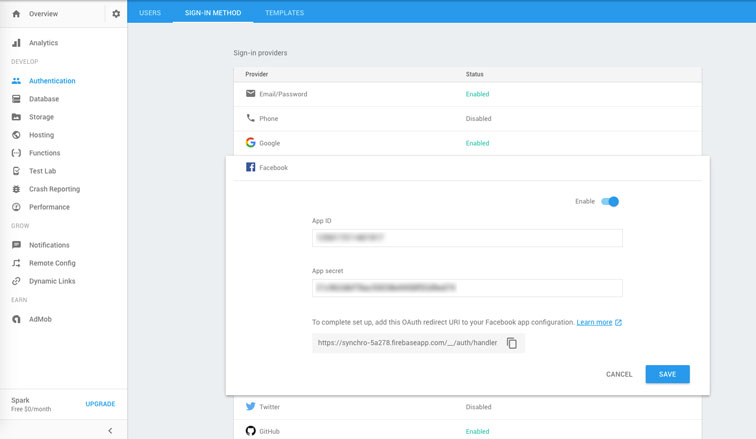 Overview
USERS SIGN-IN METHOD TEMPLATES
Analytics
DEVELOP
Authentication
Database
Storage
Hosting
Functions
Test Lab
Crash Reporting
Performance
GROW
Notifications
Remote Config
Dynamic Links
EARN
AdMob
Spark
Free $0/month
UPGRADE
Sign-in providers
Provider Status
Email/Password Enabled
Phone Disabled
Google Enabled
Facebook
Enable
App ID
App secret
To complete set up, add this OAuth redirect URI to your Facebook app configuration. Learn more
https://synchro-5a278.firebaseapp.com/__/auth/handler
CANCEL SAVE
Twitter Disabled
GitHub Enabled